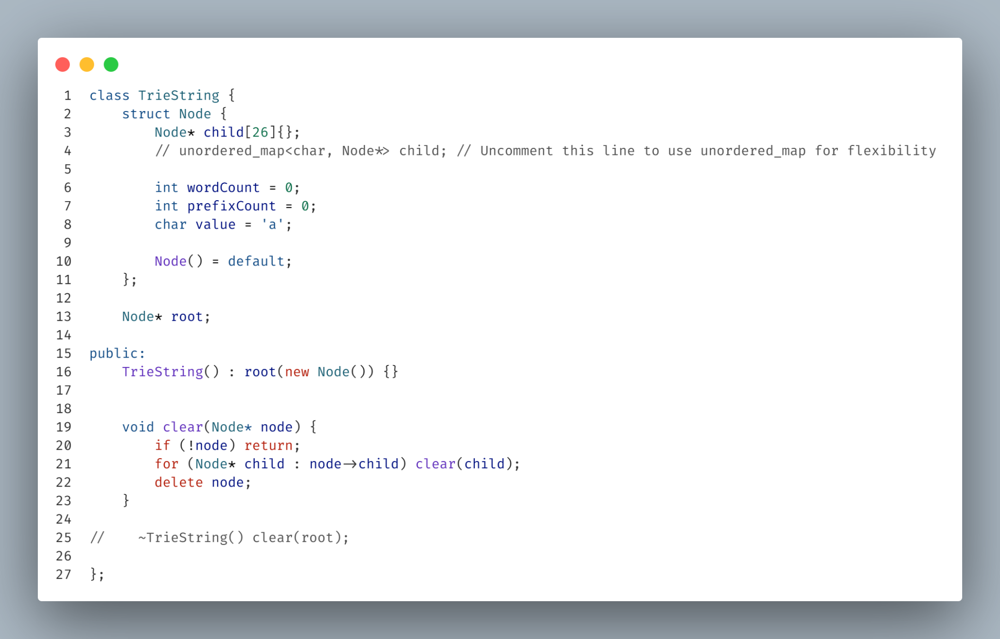 1 class TrieString {
2 struct Node {
3 Node* child[26]{};
4 // unordered_map<char, Node*> child; // Uncomment this line to use unordered_map for flexibility
5
6 int wordCount = 0;
7 int prefixCount = 0;
8 char value = 'a';
9
10 Node() = default;
11 };
12
13 Node* root;
14
15 public:
16 TrieString() : root(new Node()) {}
17
18
19 void clear(Node* node) {
20 if (!node) return;
21 for (Node* child : node->child) clear(child);
22 delete node;
23 }
24
25 // ~TrieString() clear(root);
26
27 };